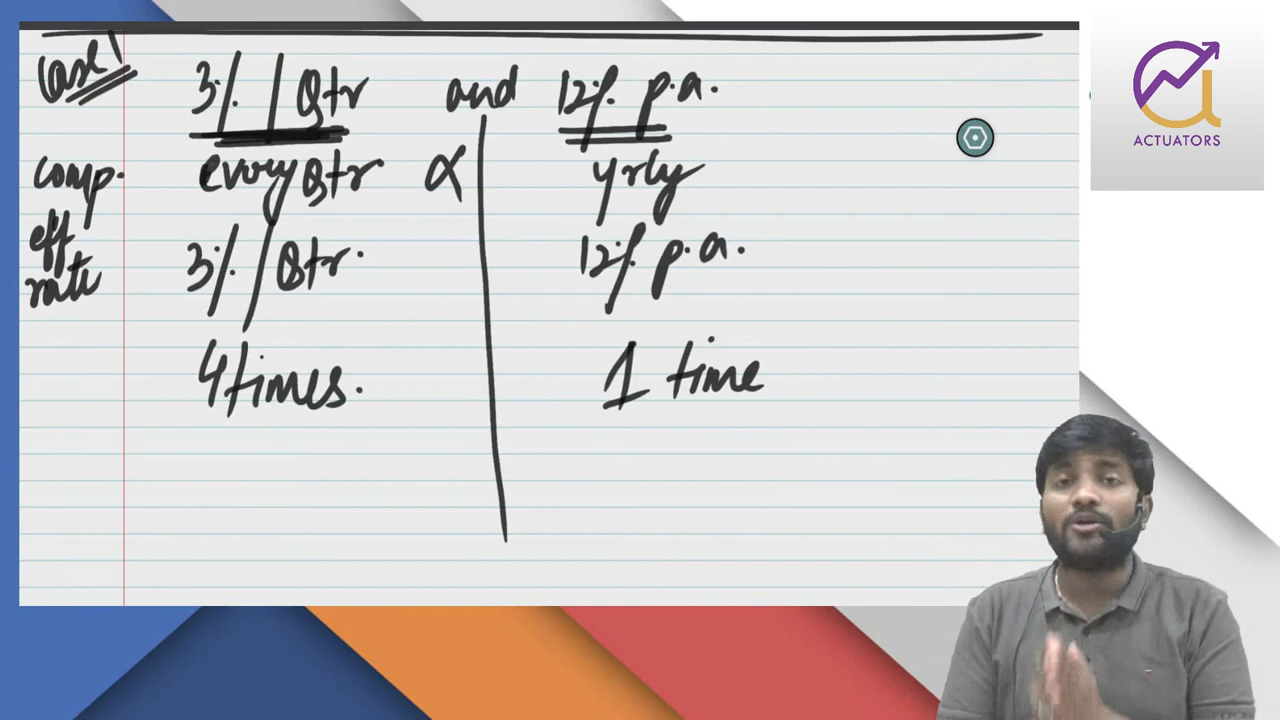 Case 1
3% / Qtr and 12% p.a.
comp. every Qtr α yrly
eff rate 3% / Qtr. 12% p.a.
4 times. 1 time
ACTUATORS